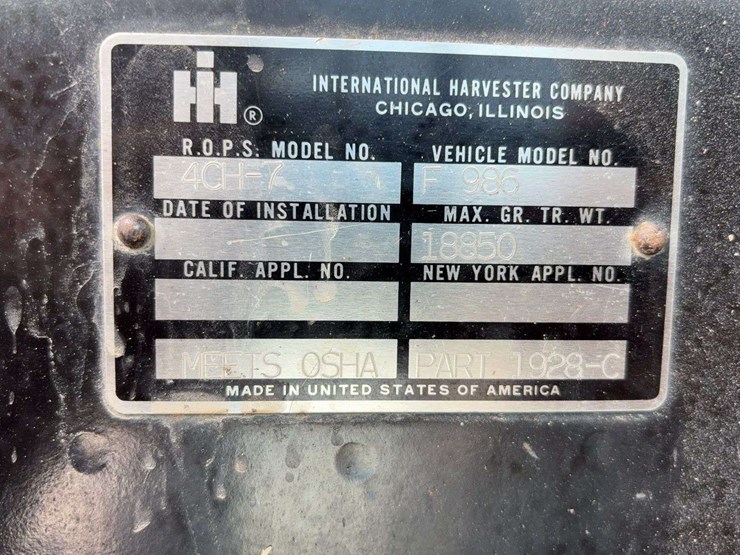 IH ®
INTERNATIONAL HARVESTER COMPANY
CHICAGO, ILLINOIS
R.O.P.S. MODEL NO. VEHICLE MODEL NO.
4CH-7 F 986
DATE OF INSTALLATION MAX. GR. TR. WT.
18850
CALIF. APPL. NO. NEW YORK APPL. NO.
MEETS OSHA PART 1928-C
MADE IN UNITED STATES OF AMERICA